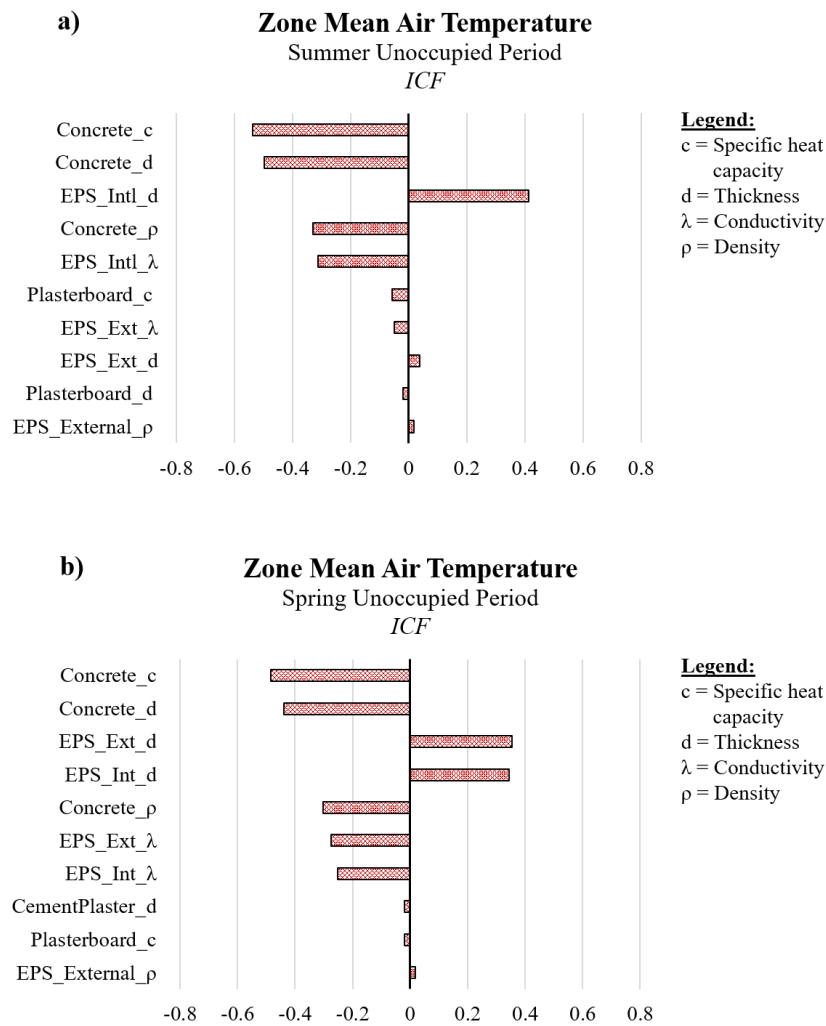 a)
Zone Mean Air Temperature
Summer Unoccupied Period
ICF
Concrete_c
Concrete_d
EPS_Intl_d
Concrete_ρ
EPS_Intl_λ
Plasterboard_c
EPS_Ext_λ
EPS_Ext_d
Plasterboard_d
EPS_External_ρ
-0.8 -0.6 -0.4 -0.2 0 0.2 0.4 0.6 0.8
Legend:
c = Specific heat
capacity
d = Thickness
λ = Conductivity
ρ = Density
b)
Zone Mean Air Temperature
Spring Unoccupied Period
ICF
Concrete_c
Concrete_d
EPS_Ext_d
EPS_Int_d
Concrete_ρ
EPS_Ext_λ
EPS_Int_λ
CementPlaster_d
Plasterboard_c
EPS_External_ρ
-0.8 -0.6 -0.4 -0.2 0 0.2 0.4 0.6 0.8
Legend:
c = Specific heat
capacity
d = Thickness
λ = Conductivity
ρ = Density